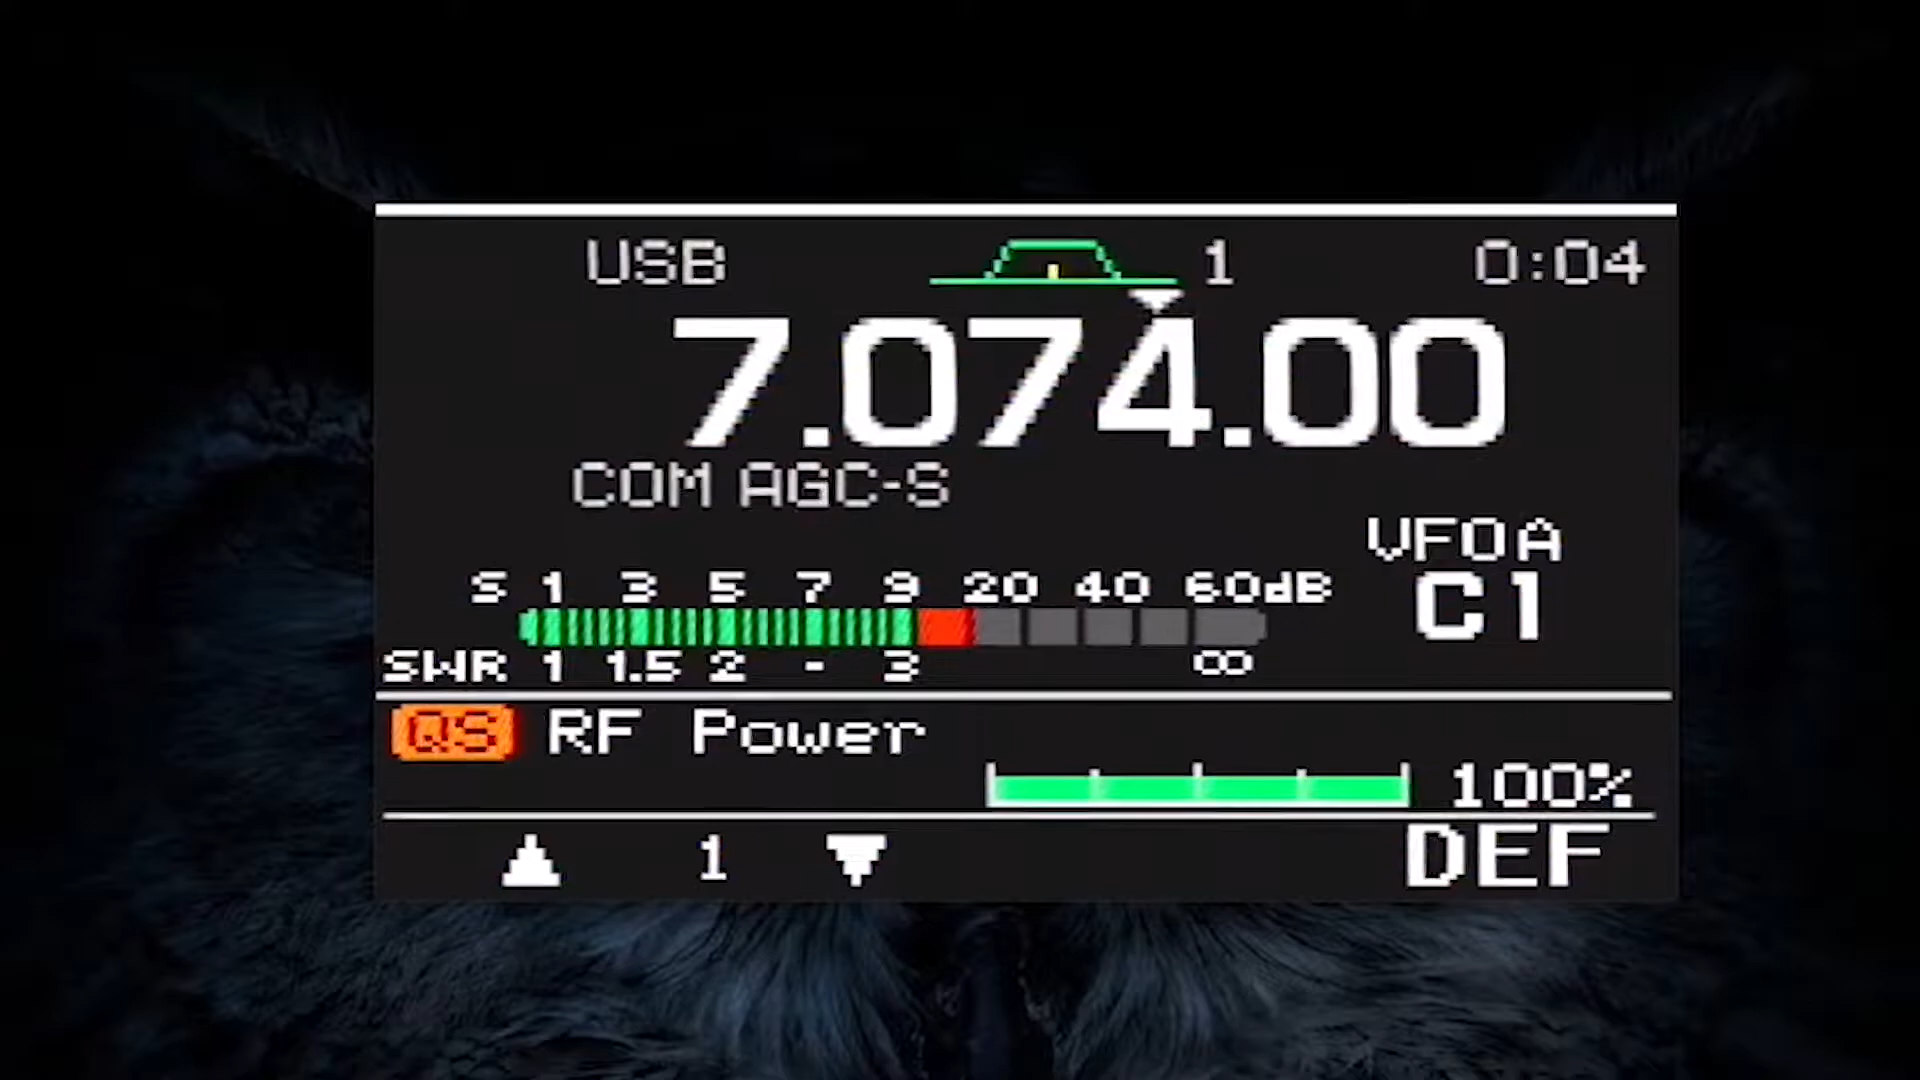 USB 1 0:04
7.074.00
COM AGC-S
VFOA
S 1 3 5 7 9 20 40 60dB
C1
SWR 1 1.5 2 - 3 ∞
QS RF Power
100%
1 DEF